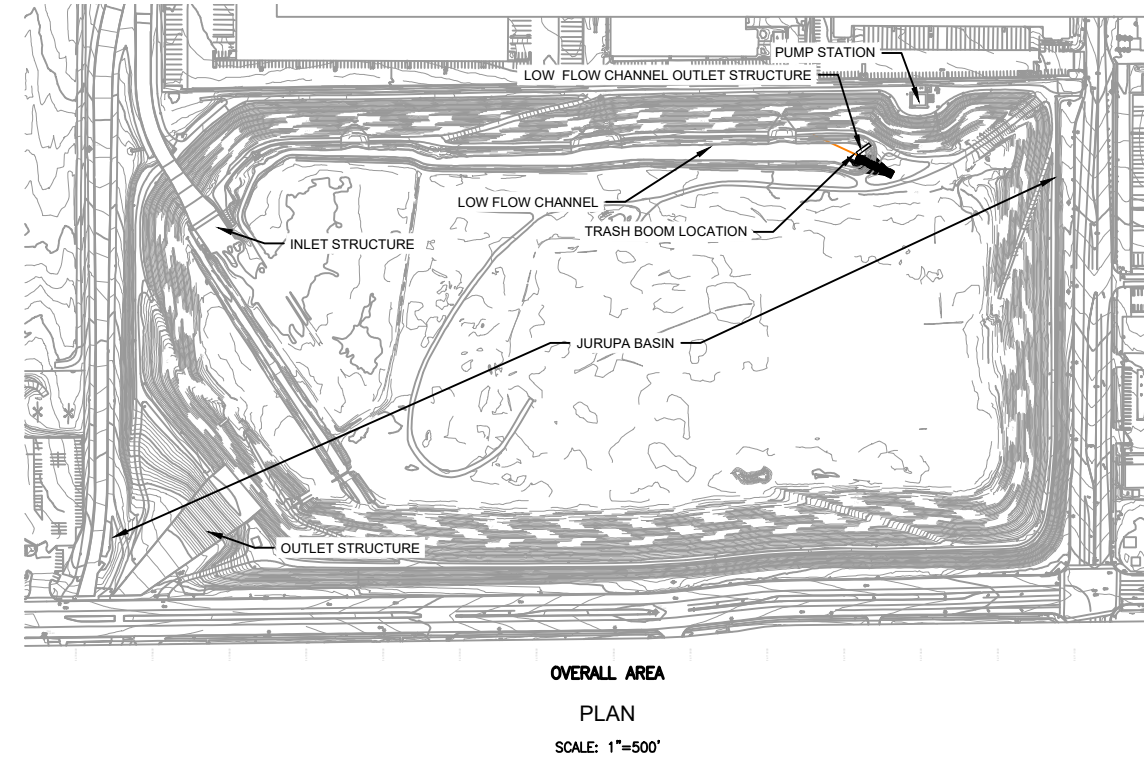 PUMP STATION
LOW FLOW CHANNEL OUTLET STRUCTURE
LOW FLOW CHANNEL
TRASH BOOM LOCATION
INLET STRUCTURE
JURUPA BASIN
OUTLET STRUCTURE
OVERALL AREA
PLAN
SCALE: 1"=500'